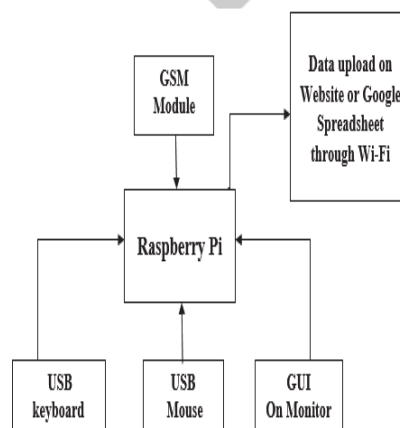 GSM
Module
Data upload on
Website or Google
Spreadsheet
through Wi-Fi
Raspberry Pi
USB
keyboard
USB
Mouse
GUI
On Monitor